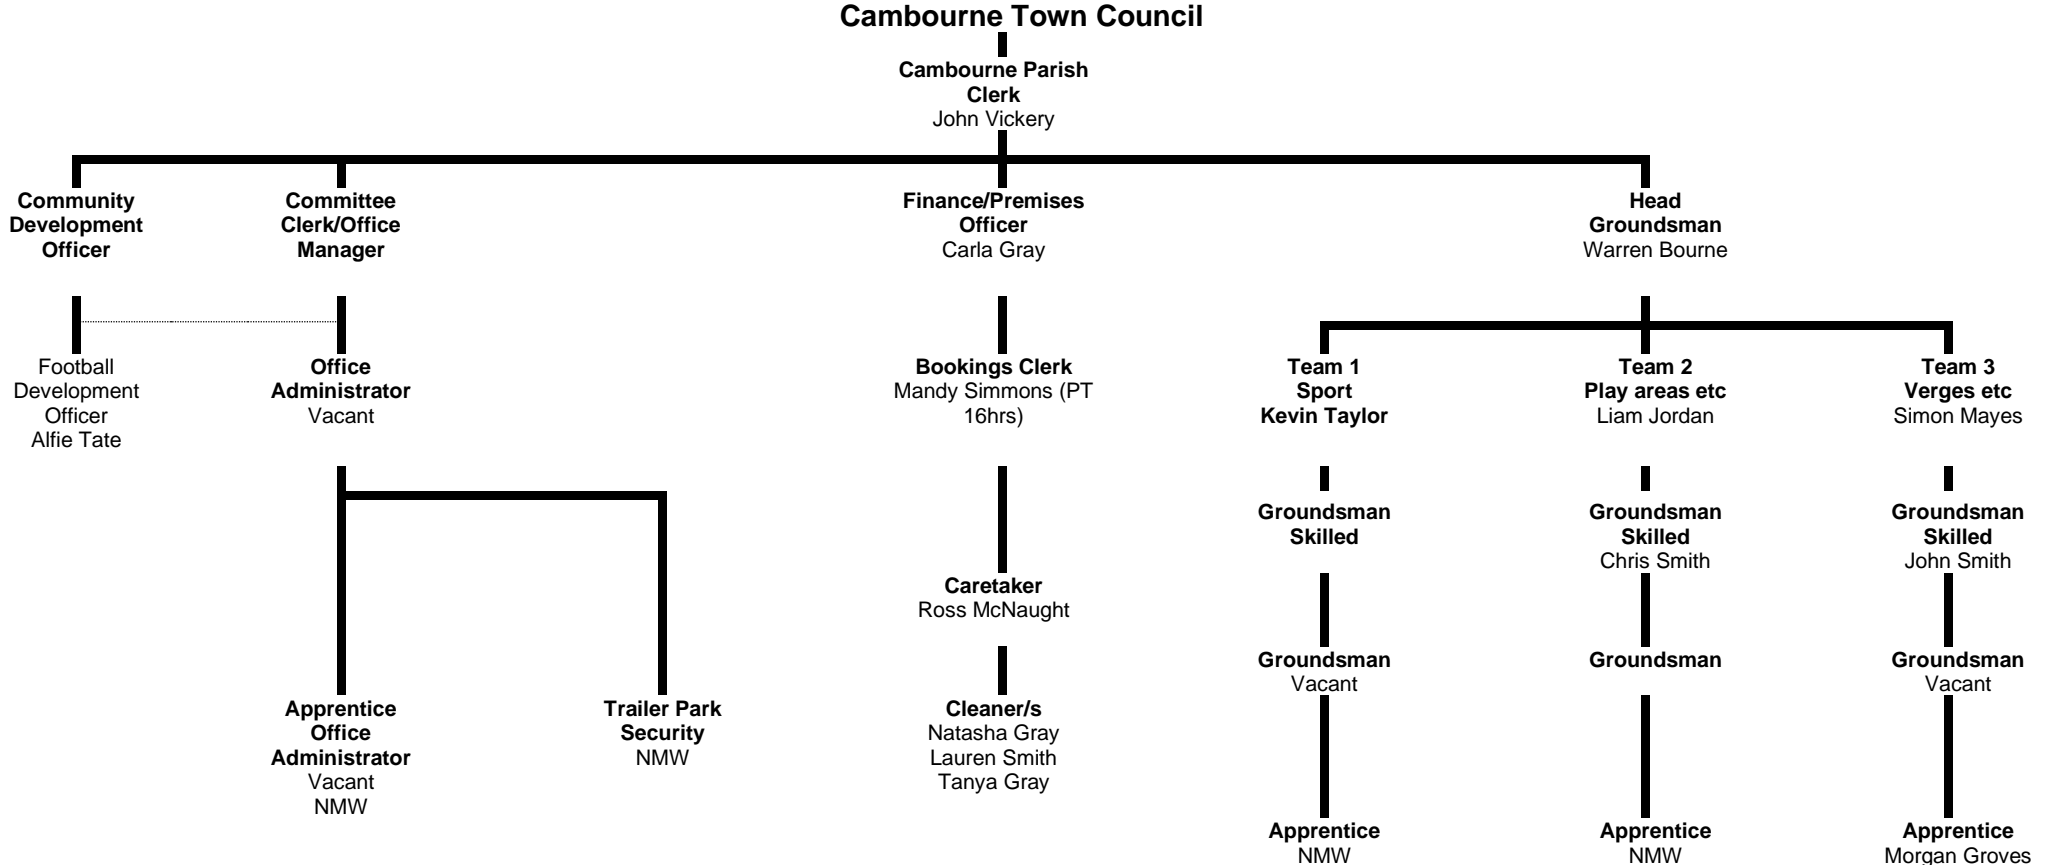 Cambourne Town Council
Cambourne Parish
Clerk
John Vickery
Community
Development
Officer
Committee
Clerk/Office
Manager
Finance/Premises
Officer
Carla Gray
Head
Groundsman
Warren Bourne
Football
Development
Officer
Alfie Tate
Office
Administrator
Vacant
Bookings Clerk
Mandy Simmons (PT
16hrs)
Team 1
Sport
Kevin Taylor
Team 2
Play areas etc
Liam Jordan
Team 3
Verges etc
Simon Mayes
Groundsman
Skilled
Groundsman
Skilled
Chris Smith
Groundsman
Skilled
John Smith
Caretaker
Ross McNaught
Groundsman
Vacant
Groundsman
Groundsman
Vacant
Apprentice
Office
Administrator
Vacant
NMW
Trailer Park
Security
NMW
Cleaner/s
Natasha Gray
Lauren Smith
Tanya Gray
Apprentice
NMW
Apprentice
NMW
Apprentice
Morgan Groves